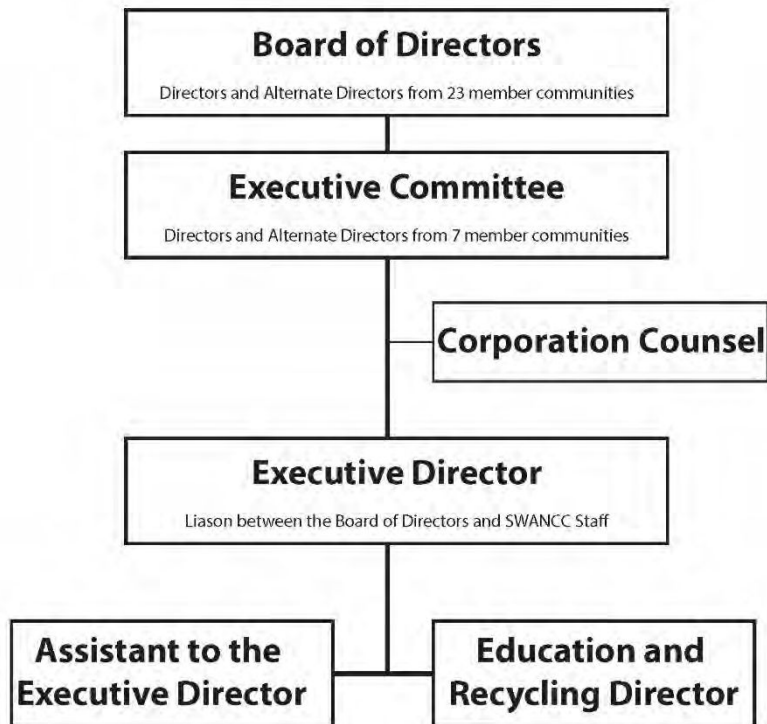 Board of Directors
Directors and Alternate Directors from 23 member communities
Executive Committee
Directors and Alternate Directors from 7 member communities
Corporation Counsel
Executive Director
Liason between the Board of Directors and SWANCC Staff
Assistant to the
Executive Director
Education and
Recycling Director